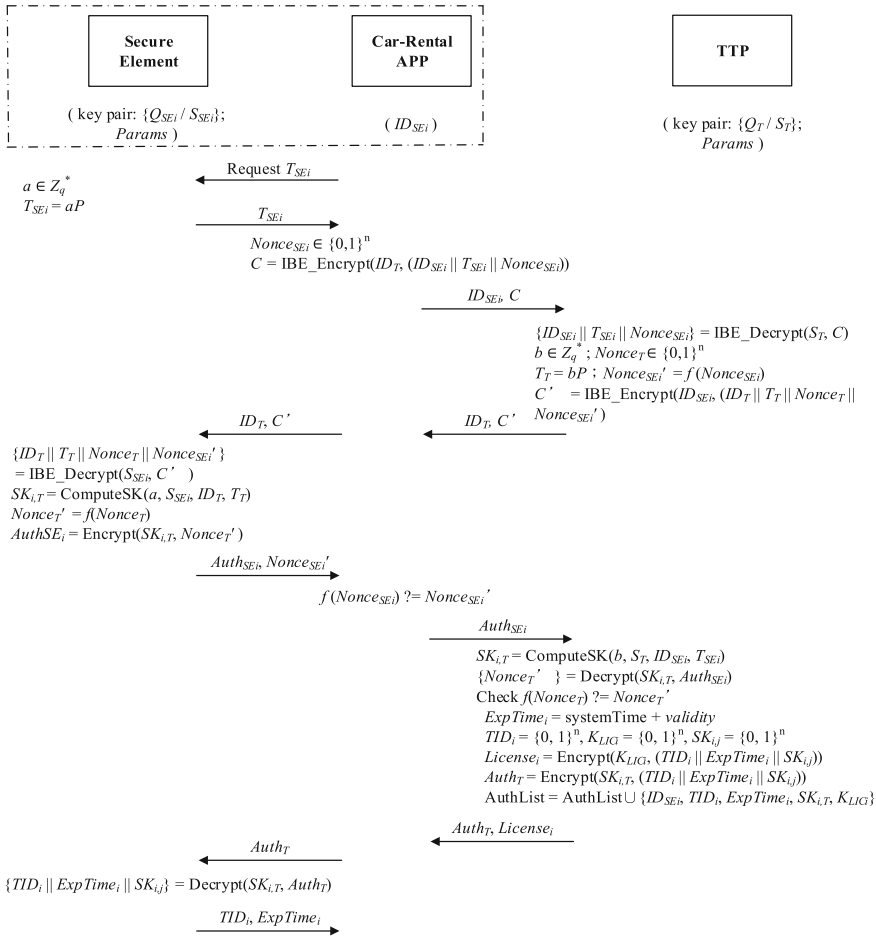 Secure
Element
Car-Rental
APP
TTP
( key pair: {Q_SEi / S_SEi};
Params )
( ID_SEi )
( key pair: {Q_T / S_T};
Params )
Request T_SEi
a ∈ Z_q^*
T_SEi = aP
T_SEi
Nonce_SEi ∈ {0,1}^n
C = IBE_Encrypt(ID_T, (ID_SEi || T_SEi || Nonce_SEi))
ID_SEi, C
{ID_SEi || T_SEi || Nonce_SEi} = IBE_Decrypt(S_T, C)
b ∈ Z_q^* ; Nonce_T ∈ {0,1}^n
T_T = bP ; Nonce_SEi′ = f (Nonce_SEi)
C’ = IBE_Encrypt(ID_SEi, (ID_T || T_T || Nonce_T ||
Nonce_SEi′ )
ID_T, C’
ID_T, C’
{ID_T || T_T || Nonce_T || Nonce_SEi′ }
= IBE_Decrypt(S_SEi, C’ )
SK_i,T = ComputeSK(a, S_SEi, ID_T, T_T)
Nonce_T′ = f(Nonce_T)
AuthSE_i = Encrypt(SK_i,T, Nonce_T′ )
Auth_SEi, Nonce_SEi′
f (Nonce_SEi) ?= Nonce_SEi’
Auth_SEi
SK_i,T = ComputeSK(b, S_T, ID_SEi, T_SEi)
{Nonce_T’ } = Decrypt(SK_i,T, Auth_SEi)
Check f(Nonce_T) ?= Nonce_T’
ExpTime_i = systemTime + validity
TID_i = {0, 1}^n, K_LICi = {0, 1}^n, SK_i,j = {0, 1}^n
License_i = Encrypt(K_LICi, (TID_i || ExpTime_i || SK_i,j))
Auth_T = Encrypt(SK_i,T, (TID_i || ExpTime_i || SK_i,j))
AuthList = AuthList ∪ {ID_SEi, TID_i, ExpTime_i, SK_i,T, K_LICi}
Auth_T, License_i
Auth_T
{TID_i || ExpTime_i || SK_i,j} = Decrypt(SK_i,T, Auth_T)
TID_i, ExpTime_i